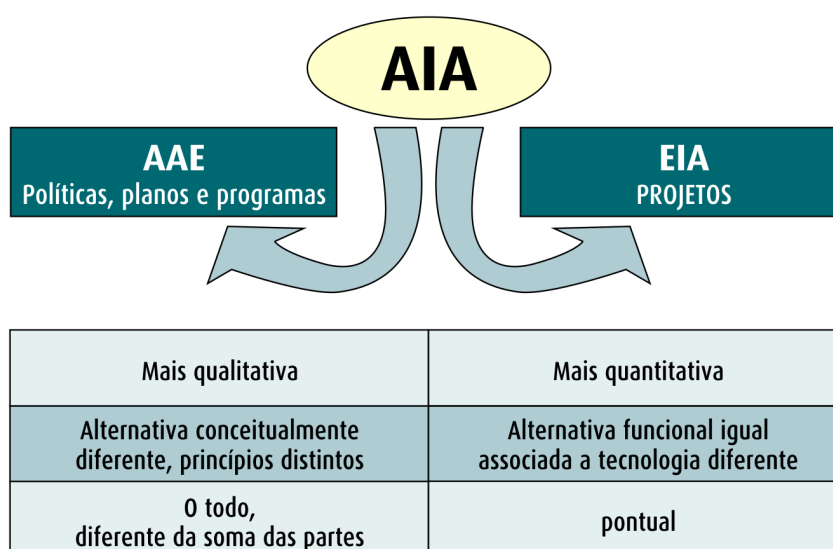 AIA
AAE
Políticas, planos e programas
EIA
PROJETOS
Mais qualitativa
Mais quantitativa
Alternativa conceitualmente
diferente, princípios distintos
Alternativa funcional igual
associada a tecnologia diferente
O todo,
diferente da soma das partes
pontual